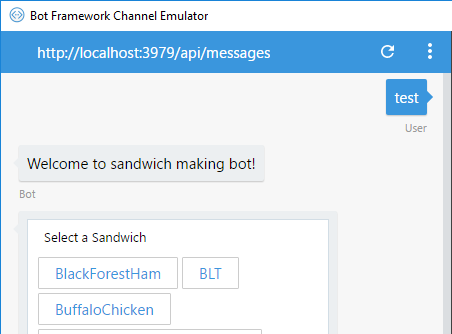 Bot Framework Channel Emulator
http://localhost:3979/api/messages
test
User
Welcome to sandwich making bot!
Bot
Select a Sandwich
BlackForestHam BLT
BuffaloChicken